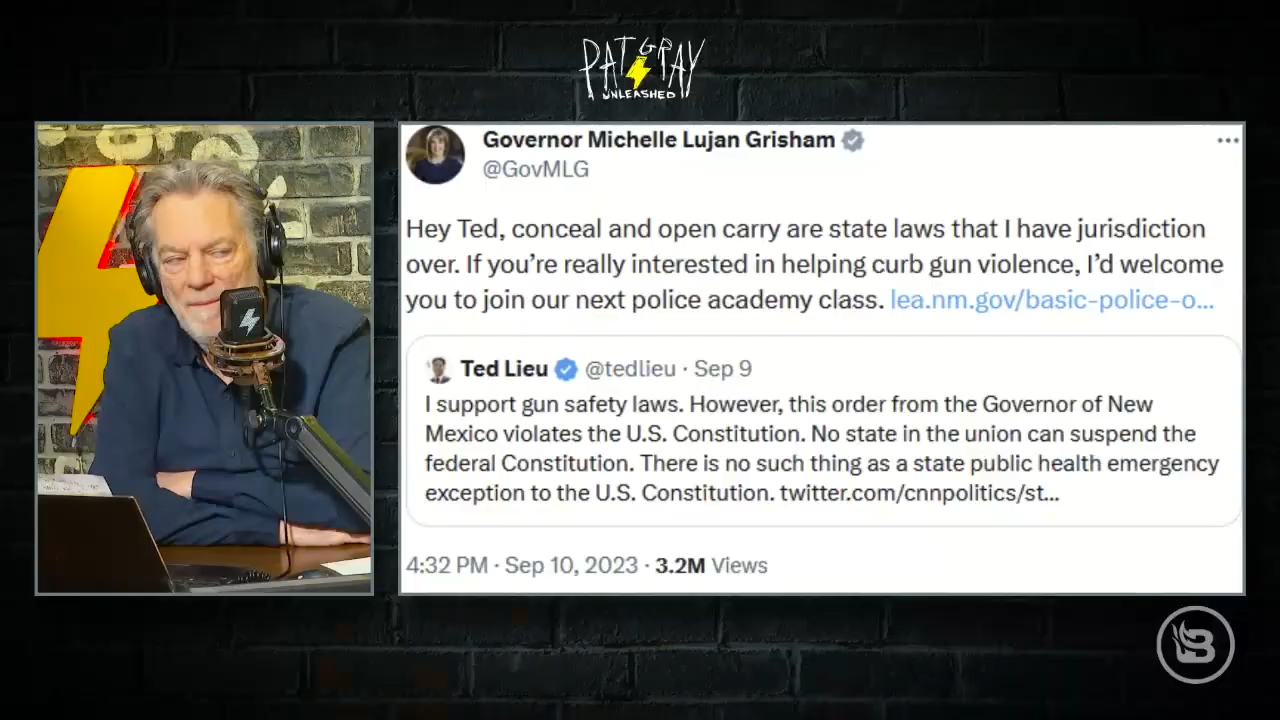 PAT GRAY
UNLEASHED
Governor Michelle Lujan Grisham
@GovMLG
Hey Ted, conceal and open carry are state laws that I have jurisdiction
over. If you’re really interested in helping curb gun violence, I’d welcome
you to join our next police academy class. lea.nm.gov/basic-police-o...
Ted Lieu @tedlieu · Sep 9
I support gun safety laws. However, this order from the Governor of New
Mexico violates the U.S. Constitution. No state in the union can suspend the
federal Constitution. There is no such thing as a state public health emergency
exception to the U.S. Constitution. twitter.com/cnnpolitics/st...
4:32 PM · Sep 10, 2023 · 3.2M Views
B